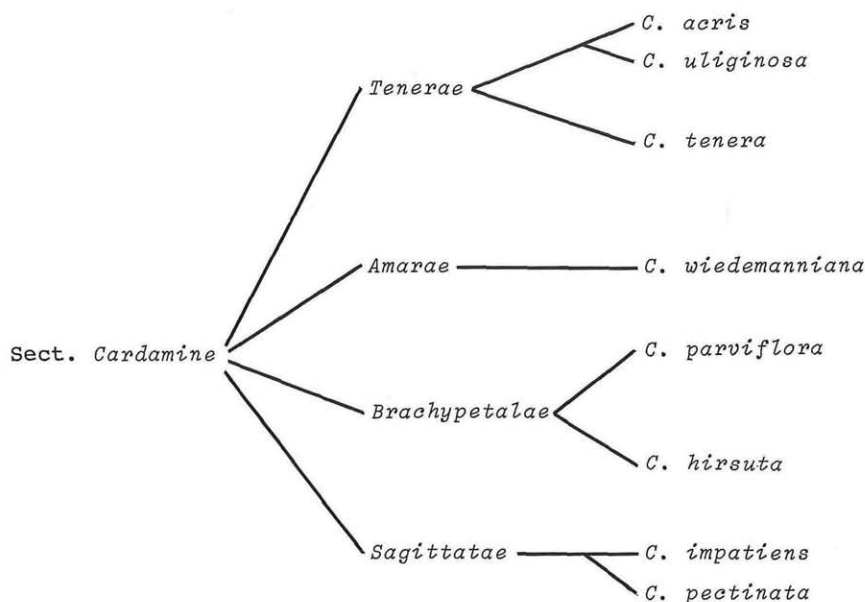 C. acris
C. uliginosa
Tenerae
C. tenera
Amarae
C. wiedemanniana
Sect. Cardamine
C. parviflora
Brachypetalae
C. hirsuta
Sagittatae
C. impatiens
C. pectinata